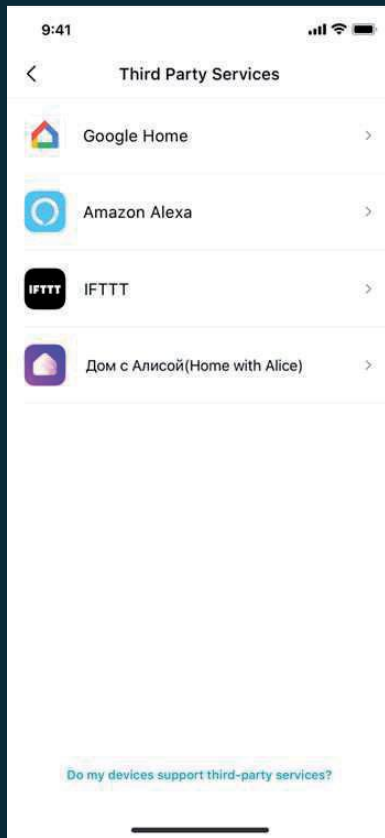 9:41
Third Party Services
Google Home
Amazon Alexa
IFTTT
IFTTT
Дом с Алисой(Home with Alice)
Do my devices support third-party services?